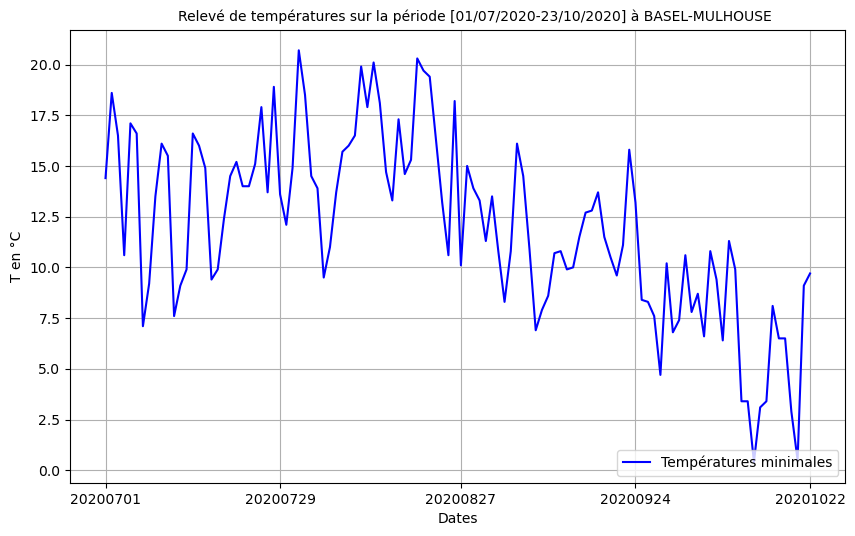 Relevé de températures sur la période [01/07/2020-23/10/2020] à BASEL-MULHOUSE
20.0
17.5
15.0
12.5
10.0
7.5
5.0
2.5
0.0
T en °C
Températures minimales
20200701 20200729 20200827 20200924 20201022
Dates